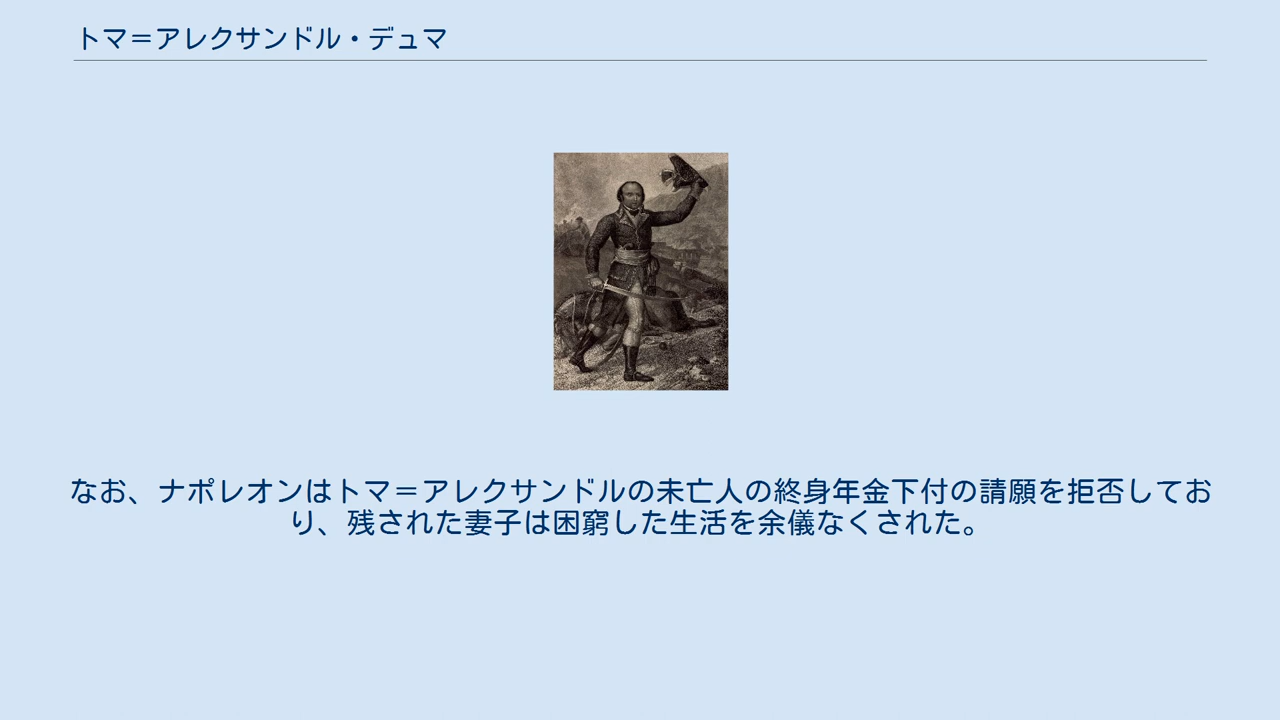 トマ＝アレクサンドル・デュマ
なお、ナポレオンはトマ＝アレクサンドルの未亡人の終身年金下付の請願を拒否してお
り、残された妻子は困窮した生活を余儀なくされた。